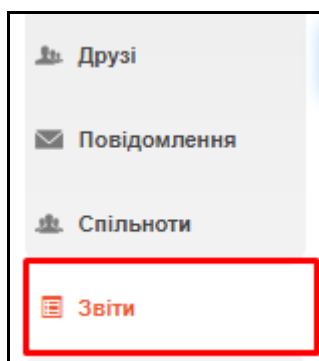 Друзі
Повідомлення
Спільноти
Звіти